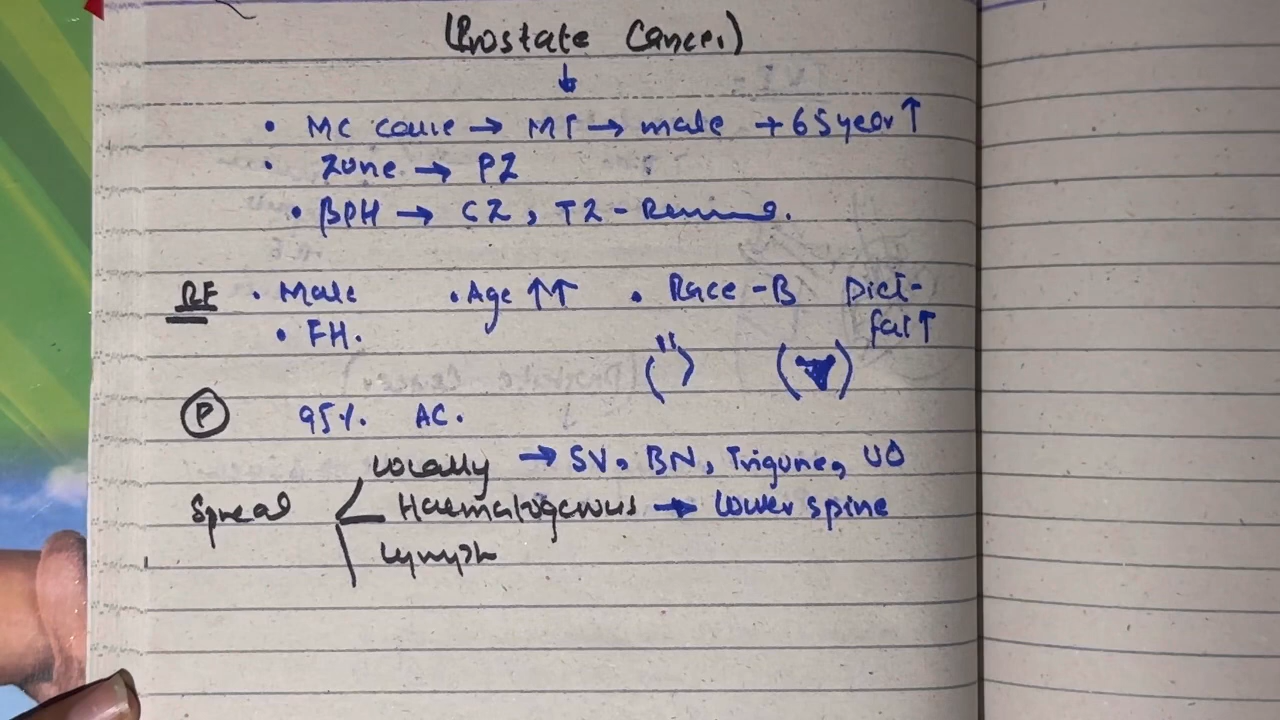 (Prostate Cancer)
• MC cause → MT → male → 65 year ↑
• Zone → PZ
• BPH → CZ, TZ -
RF • Male • Age ↑↑ • Race - B Diet-
• FH. fat ↑
(P) 95%. AC.
Locally → SV, BN, Trigone, UO
Spread Haematogenous → lower spine
Lymph